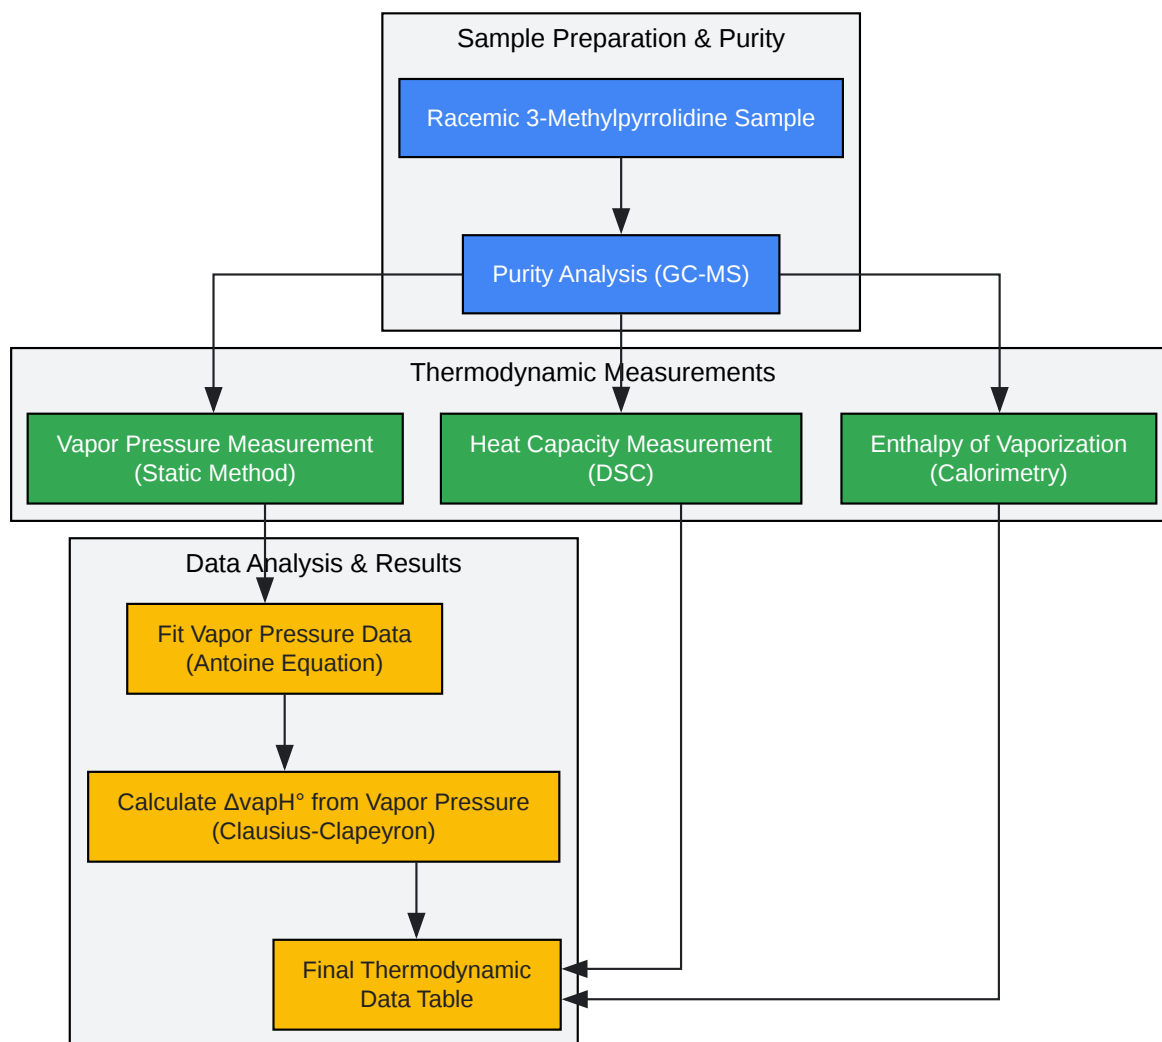 Sample Preparation & Purity
Racemic 3-Methylpyrrolidine Sample
Purity Analysis (GC-MS)
Thermodynamic Measurements
Vapor Pressure Measurement
(Static Method)
Heat Capacity Measurement
(DSC)
Enthalpy of Vaporization
(Calorimetry)
Data Analysis & Results
Fit Vapor Pressure Data
(Antoine Equation)
Calculate ΔvapH° from Vapor Pressure
(Clausius-Clapeyron)
Final Thermodynamic
Data Table